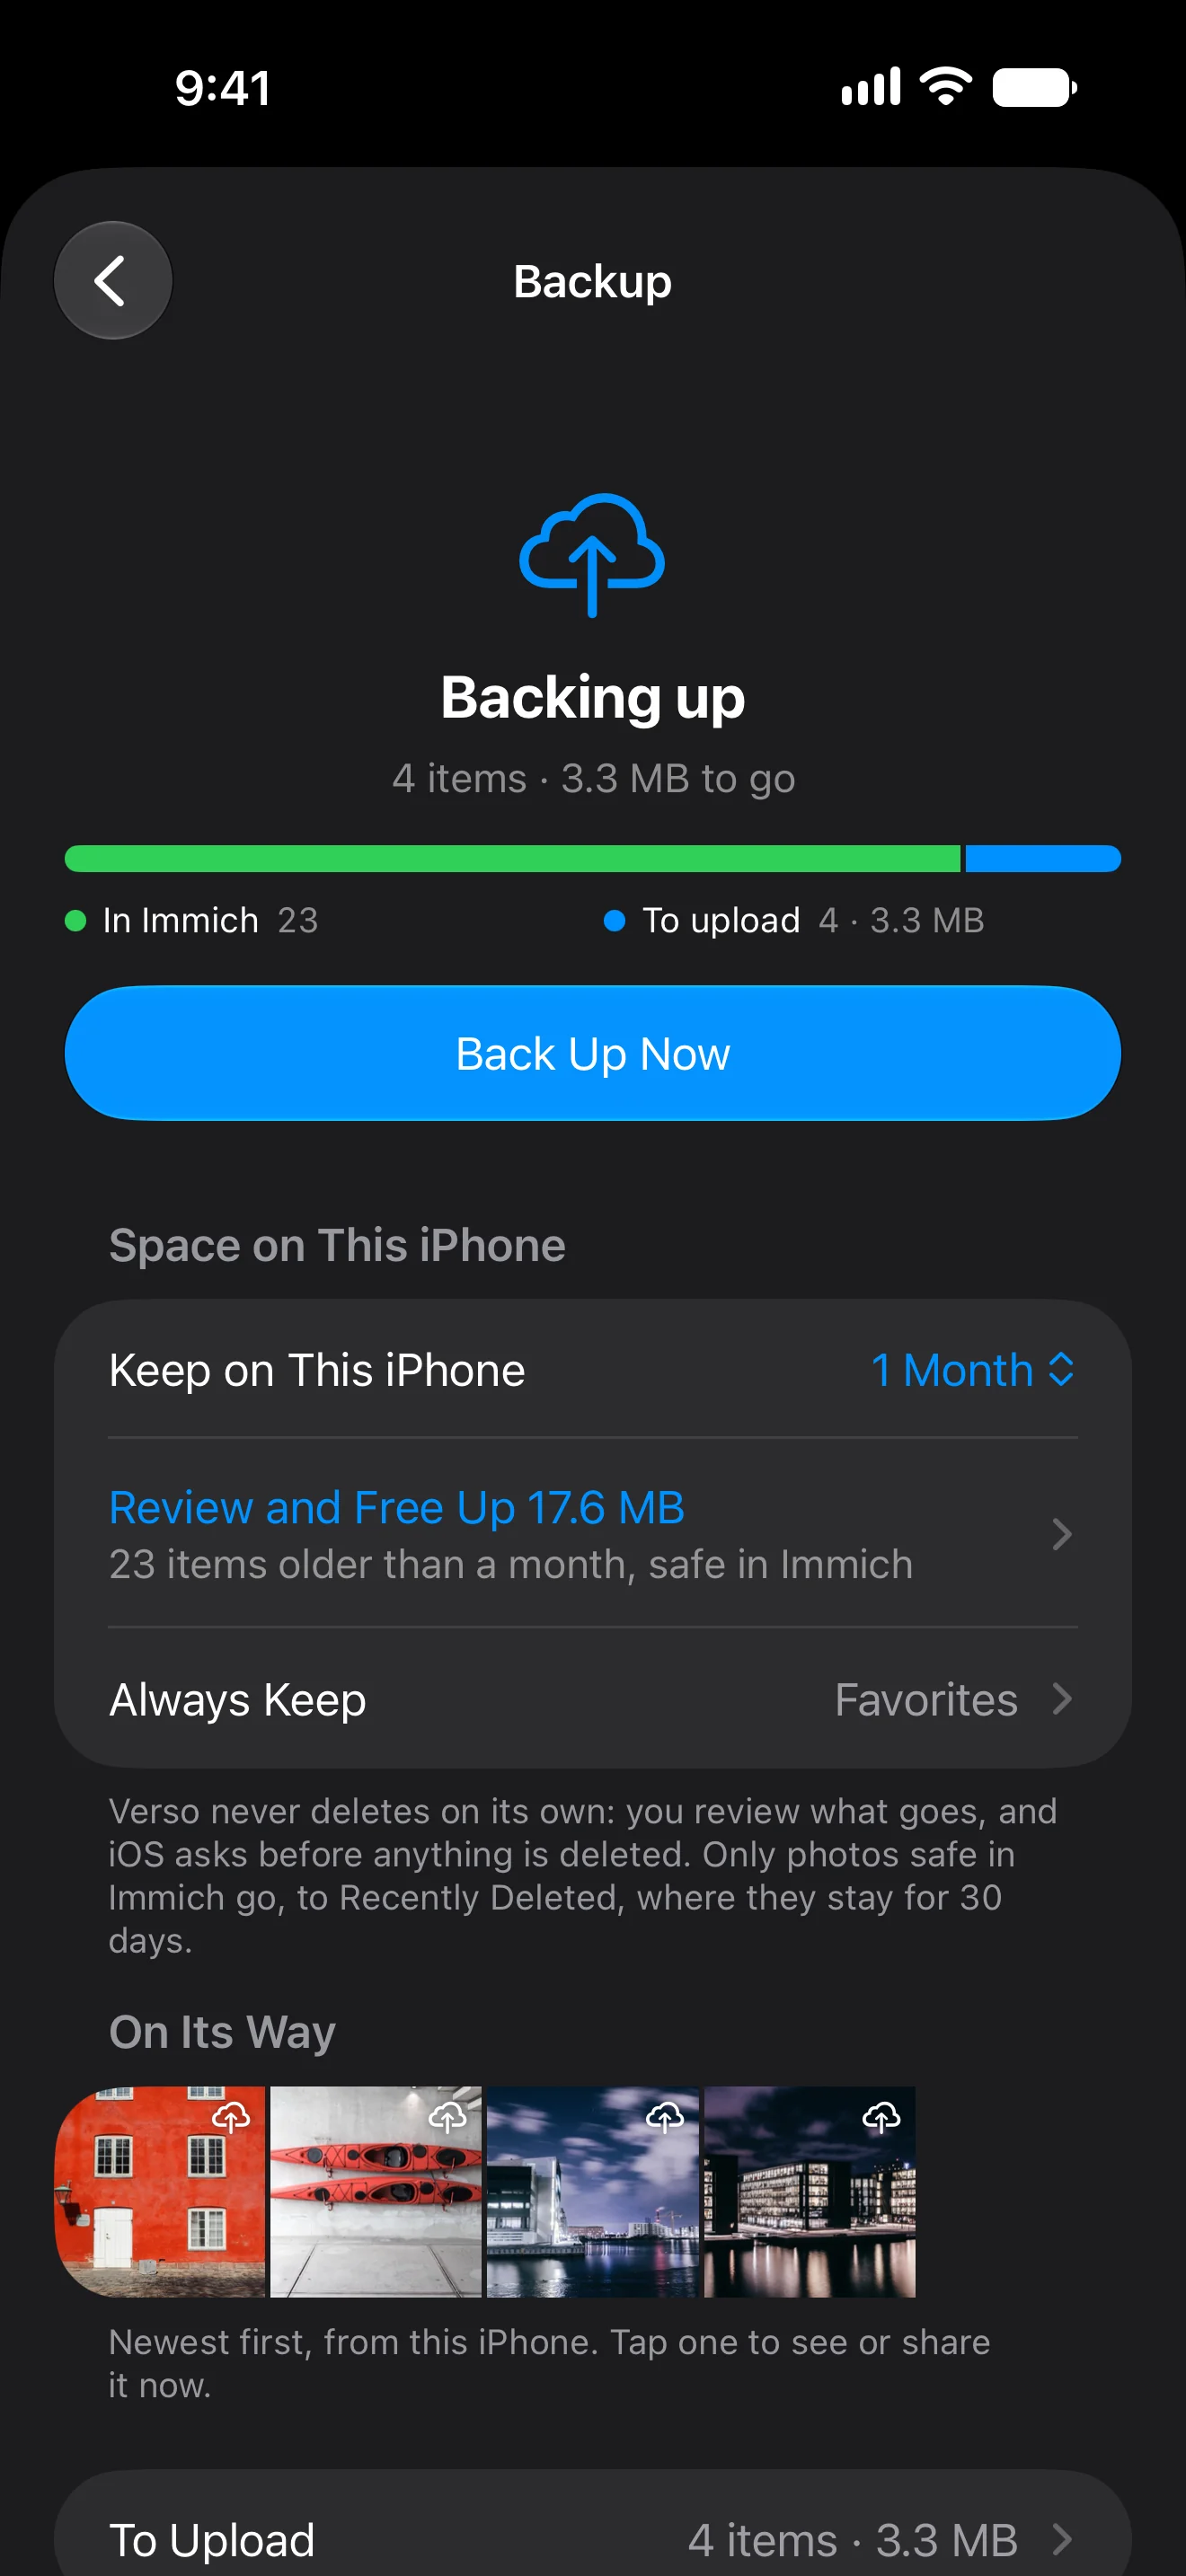 9:41
Backup
Backing up
4 items · 3.3 MB to go
In Immich 23
To upload 4 · 3.3 MB
Back Up Now
Space on This iPhone
Keep on This iPhone
1 Month
Review and Free Up 17.6 MB
23 items older than a month, safe in Immich
Always Keep
Favorites
Verso never deletes on its own: you review what goes, and
iOS asks before anything is deleted. Only photos safe in
Immich go, to Recently Deleted, where they stay for 30
days.
On Its Way
Newest first, from this iPhone. Tap one to see or share
it now.
To Upload
4 items · 3.3 MB